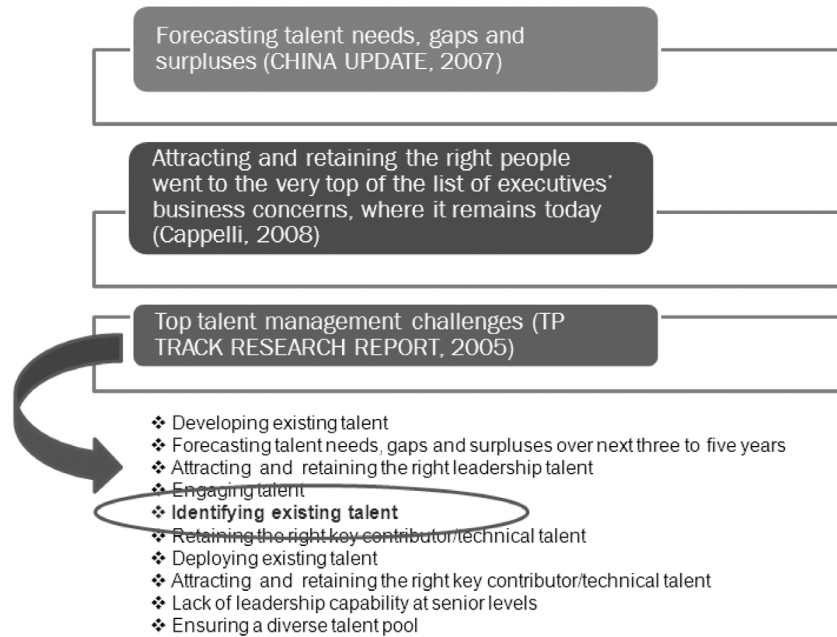 Forecasting talent needs, gaps and
surpluses (CHINA UPDATE, 2007)
Attracting and retaining the right people
went to the very top of the list of executives’
business concerns, where it remains today
(Cappelli, 2008)
Top talent management challenges (TP
TRACK RESEARCH REPORT, 2005)
❖ Developing existing talent
❖ Forecasting talent needs, gaps and surpluses over next three to five years
❖ Attracting and retaining the right leadership talent
❖ Engaging talent
❖ Identifying existing talent
❖ Retaining the right key contributor/technical talent
❖ Deploying existing talent
❖ Attracting and retaining the right key contributor/technical talent
❖ Lack of leadership capability at senior levels
❖ Ensuring a diverse talent pool